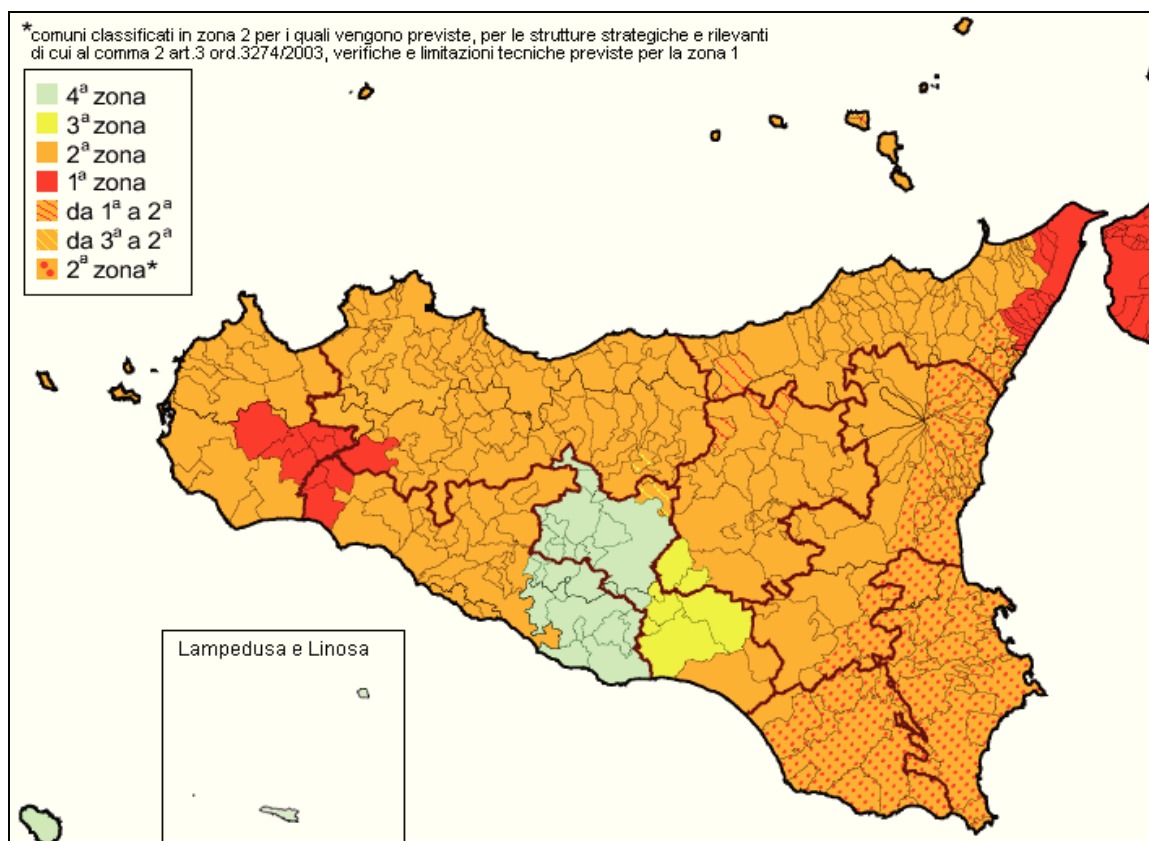 *comuni classificati in zona 2 per i quali vengono previste, per le strutture strategiche e rilevanti
di cui al comma 2 art.3 ord.3274/2003, verifiche e limitazioni tecniche previste per la zona 1
4ª zona
3ª zona
2ª zona
1ª zona
da 1ª a 2ª
da 3ª a 2ª
2ª zona*
Lampedusa e Linosa